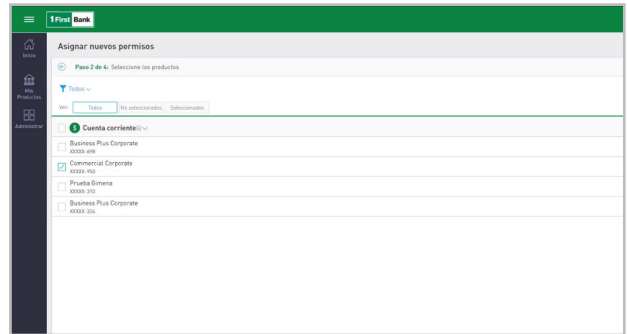 1First Bank
Inicio
Asignar nuevos permisos
Paso 2 de 4: Seleccione los productos
Mis
Productos
Todos
Ver: Todos No seleccionados Seleccionados
Administrar
Cuenta corriente
Business Plus Corporate
XXXXX-698
Commercial Corporate
XXXXX-950
Prueba Gimena
XXXXX-310
Business Plus Corporate
XXXXX-334